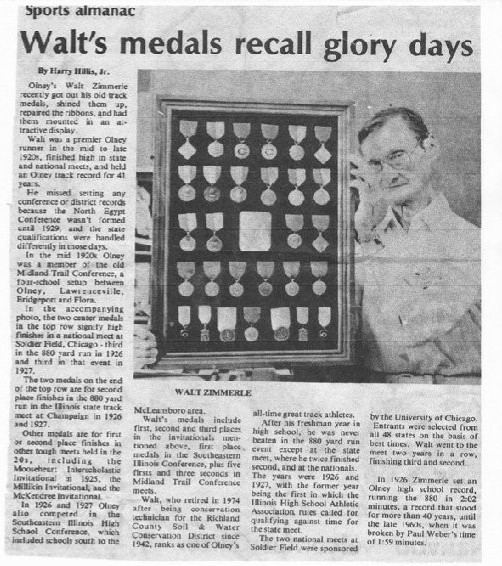 Sports almanac
Walt's medals recall glory days
By Harry Hillis, Jr.
Olney's Walt Zimmerle
recently got out his old track
medals, shined them up,
repaired the ribbons, and had
them mounted in an at-
tractive display.
Walt was a premier Olney
runner in the mid to late
1920s, finished high in state
and national meets, and held
an Olney track record for 41
years.
He missed setting any
conference or district records
because the North Egypt
Conference wasn't formed
until 1929, and the state
qualifications were handled
differently in those days.
In the mid 1920s Olney
was a member of the old
Midland Trail Conference, a
four-school setup between
Olney, Lawrenceville,
Bridgeport and Flora.
In the accompanying
photo, the two center medals
in the top row signify high
finishes in a national meet at
Soldier Field, Chicago - third
in the 880 yard run in 1926
and third in that event in
1927.
The two medals on the end
of the top row are for second
place finishes in the 880 yard
run in the Illinois state track
meet at Champaign in 1926
and 1927.
Other medals are for first
or second place finishes in
other tough meets held in the
20s, including the
Mooseheart Interscholastic
Invitational in 1925, the
Millikin Invitational, and the
McKendree Invitational.
In 1926 and 1927 Olney
also competed in the
Southeastern Illinois High
School Conference, which
included schools south to the
WALT ZIMMERLE
McLeansboro area.
Walt's medals include
first, second and third places
in the invitationals men-
tioned above, first place
medals in the Southeastern
Illinois Conference, plus five
firsts and three seconds in
Midland Trail Conference
meets.
Walt, who retired in 1974
after being conservation
technician for the Richland
County Soil & Water
Conservation District since
1942, ranks as one of Olney's
all-time great track athletes.
After his freshman year in
high school, he was never
beaten in the 880 yard run
event except at the state
meet, where he twice finished
second, and at the nationals.
The years were 1926 and
1927, with the former year
being the first in which the
Illinois High School Athletic
Association rules called for
qualifying against time for
the state meet.
The two national meets at
Soldier Field were sponsored
by the University of Chicago.
Entrants were selected from
all 48 states on the basis of
best times. Walt went to the
meet two years in a row,
finishing third and second.
In 1926 Zimmerle set an
Olney high school record,
running the 880 in 2:02
minutes, a record that stood
for more than 40 years, until
the late 1960s, when it was
broken by Paul Weber's time
of 1:59 minutes.